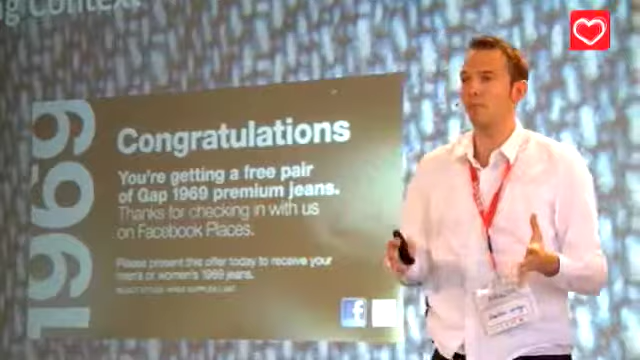 ng Context
1969
Congratulations
You're getting a free pair
of Gap 1969 premium jeans.
Thanks for checking in with us
on Facebook Places.
Please present this offer today to receive your
men's or women's 1969 jeans.
f